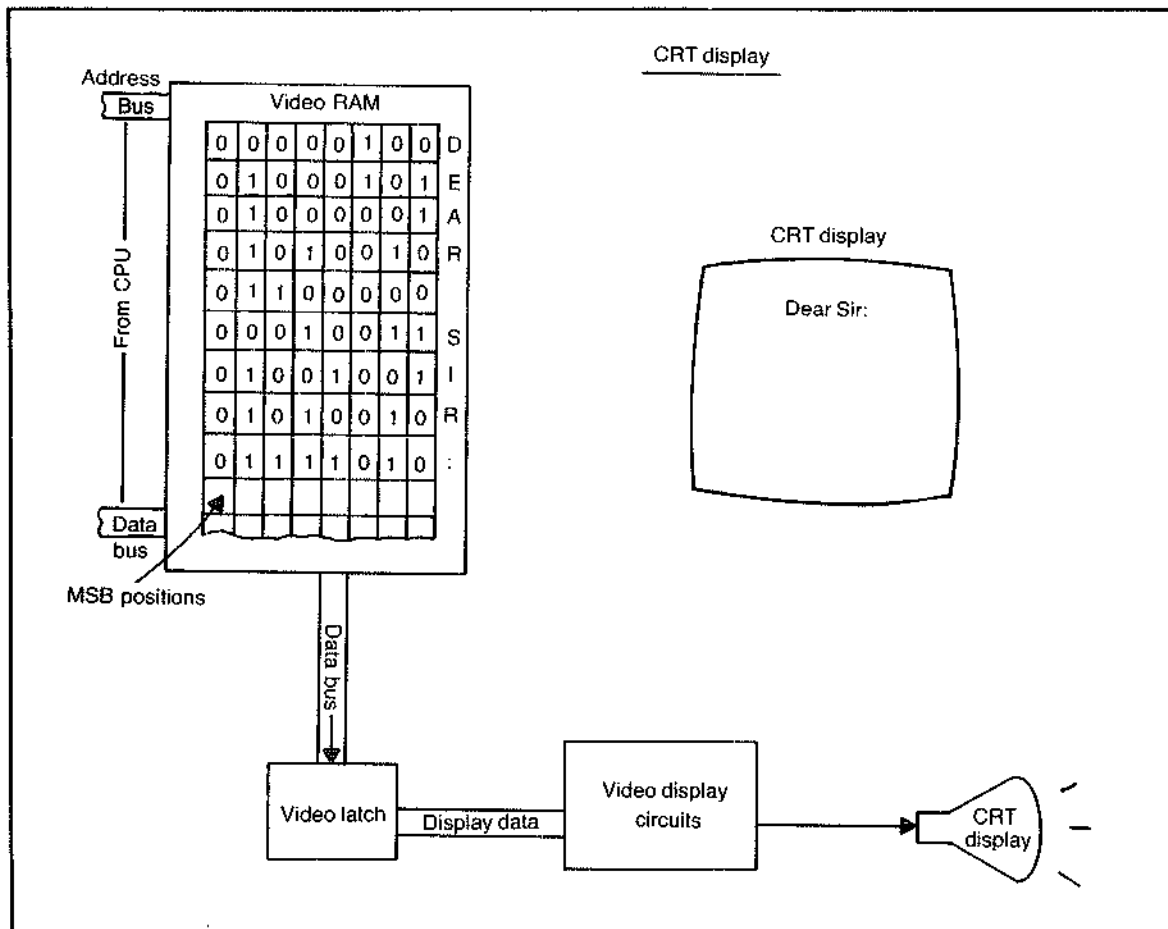 CRT display
Address
Bus
Video RAM
0 0 0 0 0 1 0 0 D
0 1 0 0 0 1 0 1 E
0 1 0 0 0 0 0 1 A
0 1 0 1 0 0 1 0 R
0 1 1 0 0 0 0 0
0 0 0 1 0 0 1 1 S
0 1 0 0 1 0 0 1 I
0 1 0 1 0 0 1 0 R
0 1 1 1 1 0 1 0 :
From CPU
Data
bus
MSB positions
CRT display
Dear Sir:
Data bus
Video latch
Display data
Video display
circuits
CRT
display